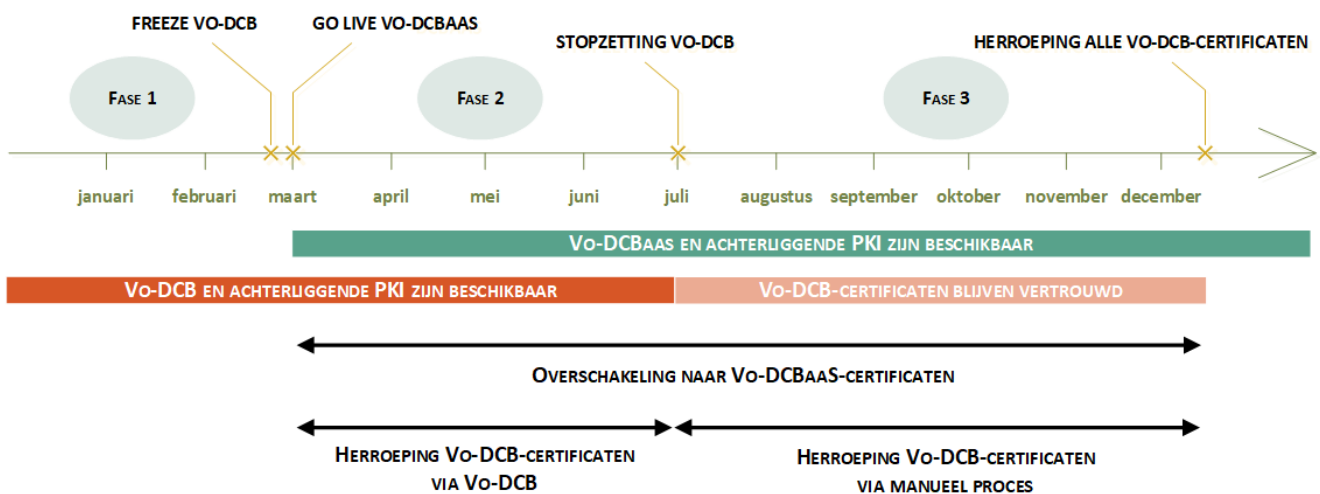 FREEZE VO-DCB
GO LIVE VO-DCBAAS
STOPZETTING VO-DCB
HERROEPING ALLE VO-DCB-CERTIFICATEN
FASE 1
FASE 2
FASE 3
januari februari maart april mei juni juli augustus september oktober november december
VO-DCBAAS EN ACHTERLIGGENDE PKI ZIJN BESCHIKBAAR
VO-DCB EN ACHTERLIGGENDE PKI ZIJN BESCHIKBAAR
VO-DCB-CERTIFICATEN BLIJVEN VERTROUWD
OVERSCHAKELING NAAR VO-DCBAAS-CERTIFICATEN
HERROEPING VO-DCB-CERTIFICATEN
VIA VO-DCB
HERROEPING VO-DCB-CERTIFICATEN
VIA MANUEEL PROCES